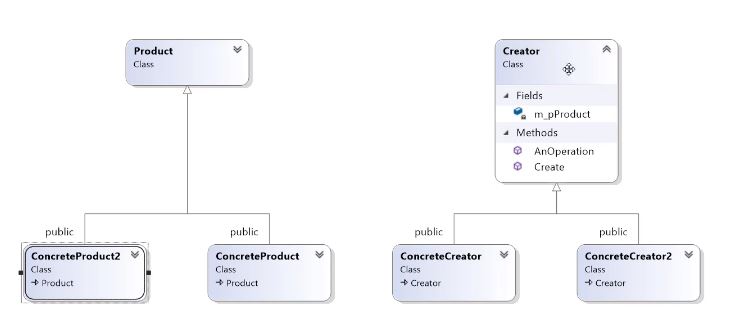 Product
Class
Creator
Class
Fields
m_pProduct
Methods
AnOperation
Create
public
public
public
public
ConcreteProduct2
Class
Product
ConcreteProduct
Class
Product
ConcreteCreator
Class
Creator
ConcreteCreator2
Class
Creator